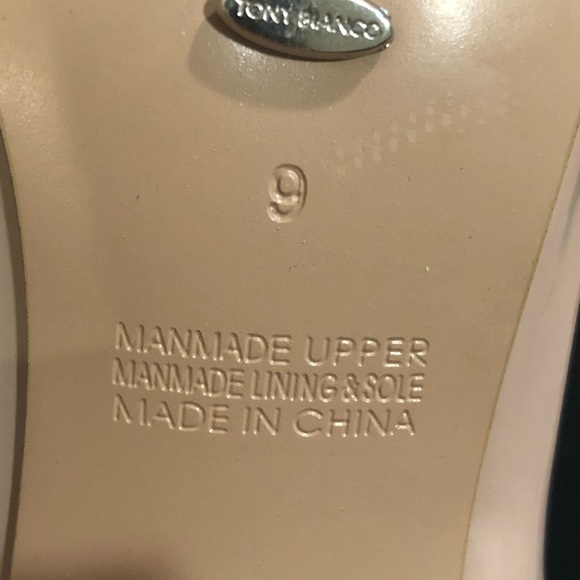 TONY BIANCO
9
MANMADE UPPER
MANMADE LINING & SOLE
MADE IN CHINA